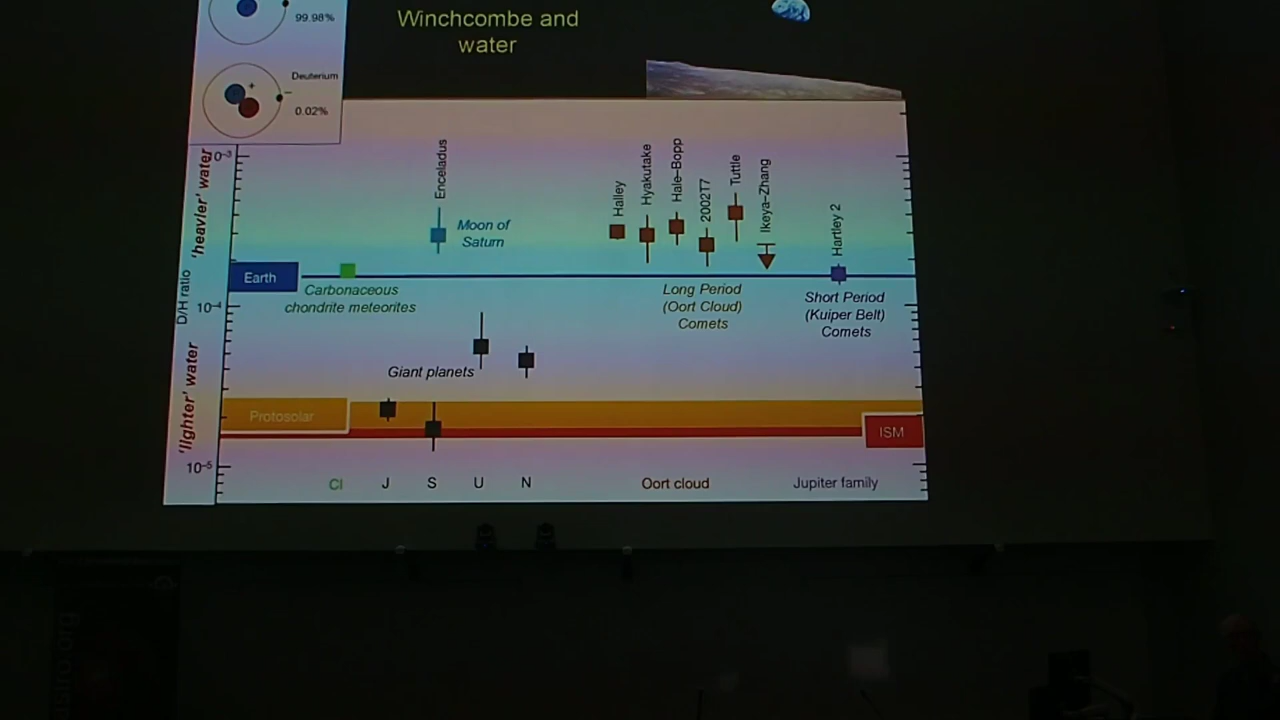 99.98%
Winchcombe and
water
Deuterium
+
−
0.02%
10⁻³
'heavier' water
D/H ratio
10⁻⁴
'lighter' water
10⁻⁵
Enceladus
Moon of
Saturn
Halley
Hyakutake
Hale–Bopp
2002T7
Tuttle
Ikeya–Zhang
Hartley 2
Earth
Carbonaceous
chondrite meteorites
Long Period
(Oort Cloud)
Comets
Short Period
(Kuiper Belt)
Comets
Giant planets
Protosolar
ISM
CI
J
S
U
N
Oort cloud
Jupiter family